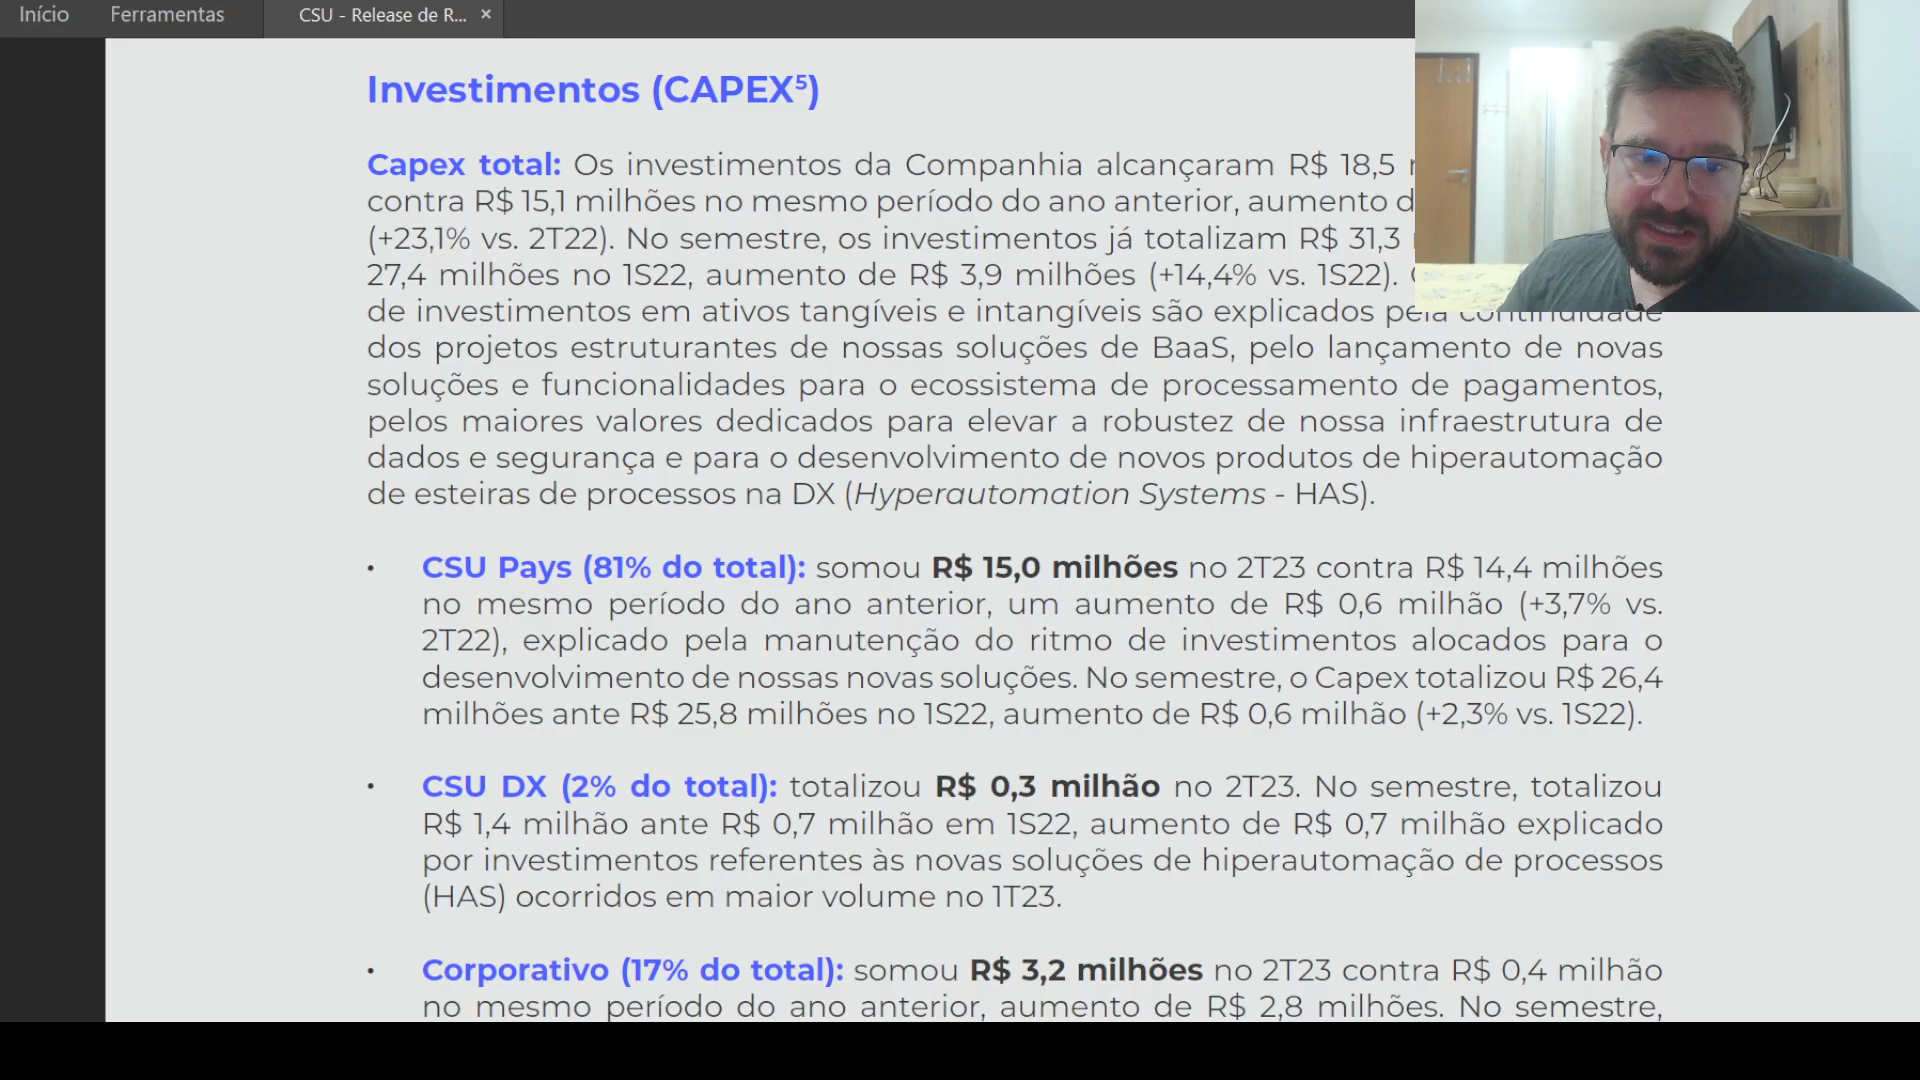 Início Ferramentas CSU - Release de R... ×
Investimentos (CAPEX⁵)
Capex total: Os investimentos da Companhia alcançaram R$ 18,5
contra R$ 15,1 milhões no mesmo período do ano anterior, aumento
(+23,1% vs. 2T22). No semestre, os investimentos já totalizam R$ 31,3
27,4 milhões no 1S22, aumento de R$ 3,9 milhões (+14,4% vs. 1S22).
de investimentos em ativos tangíveis e intangíveis são explicados pela continuidade
dos projetos estruturantes de nossas soluções de BaaS, pelo lançamento de novas
soluções e funcionalidades para o ecossistema de processamento de pagamentos,
pelos maiores valores dedicados para elevar a robustez de nossa infraestrutura de
dados e segurança e para o desenvolvimento de novos produtos de hiperautomação
de esteiras de processos na DX (Hyperautomation Systems - HAS).
• CSU Pays (81% do total): somou R$ 15,0 milhões no 2T23 contra R$ 14,4 milhões
no mesmo período do ano anterior, um aumento de R$ 0,6 milhão (+3,7% vs.
2T22), explicado pela manutenção do ritmo de investimentos alocados para o
desenvolvimento de nossas novas soluções. No semestre, o Capex totalizou R$ 26,4
milhões ante R$ 25,8 milhões no 1S22, aumento de R$ 0,6 milhão (+2,3% vs. 1S22).
• CSU DX (2% do total): totalizou R$ 0,3 milhão no 2T23. No semestre, totalizou
R$ 1,4 milhão ante R$ 0,7 milhão em 1S22, aumento de R$ 0,7 milhão explicado
por investimentos referentes às novas soluções de hiperautomação de processos
(HAS) ocorridos em maior volume no 1T23.
• Corporativo (17% do total): somou R$ 3,2 milhões no 2T23 contra R$ 0,4 milhão
no mesmo período do ano anterior, aumento de R$ 2,8 milhões. No semestre,